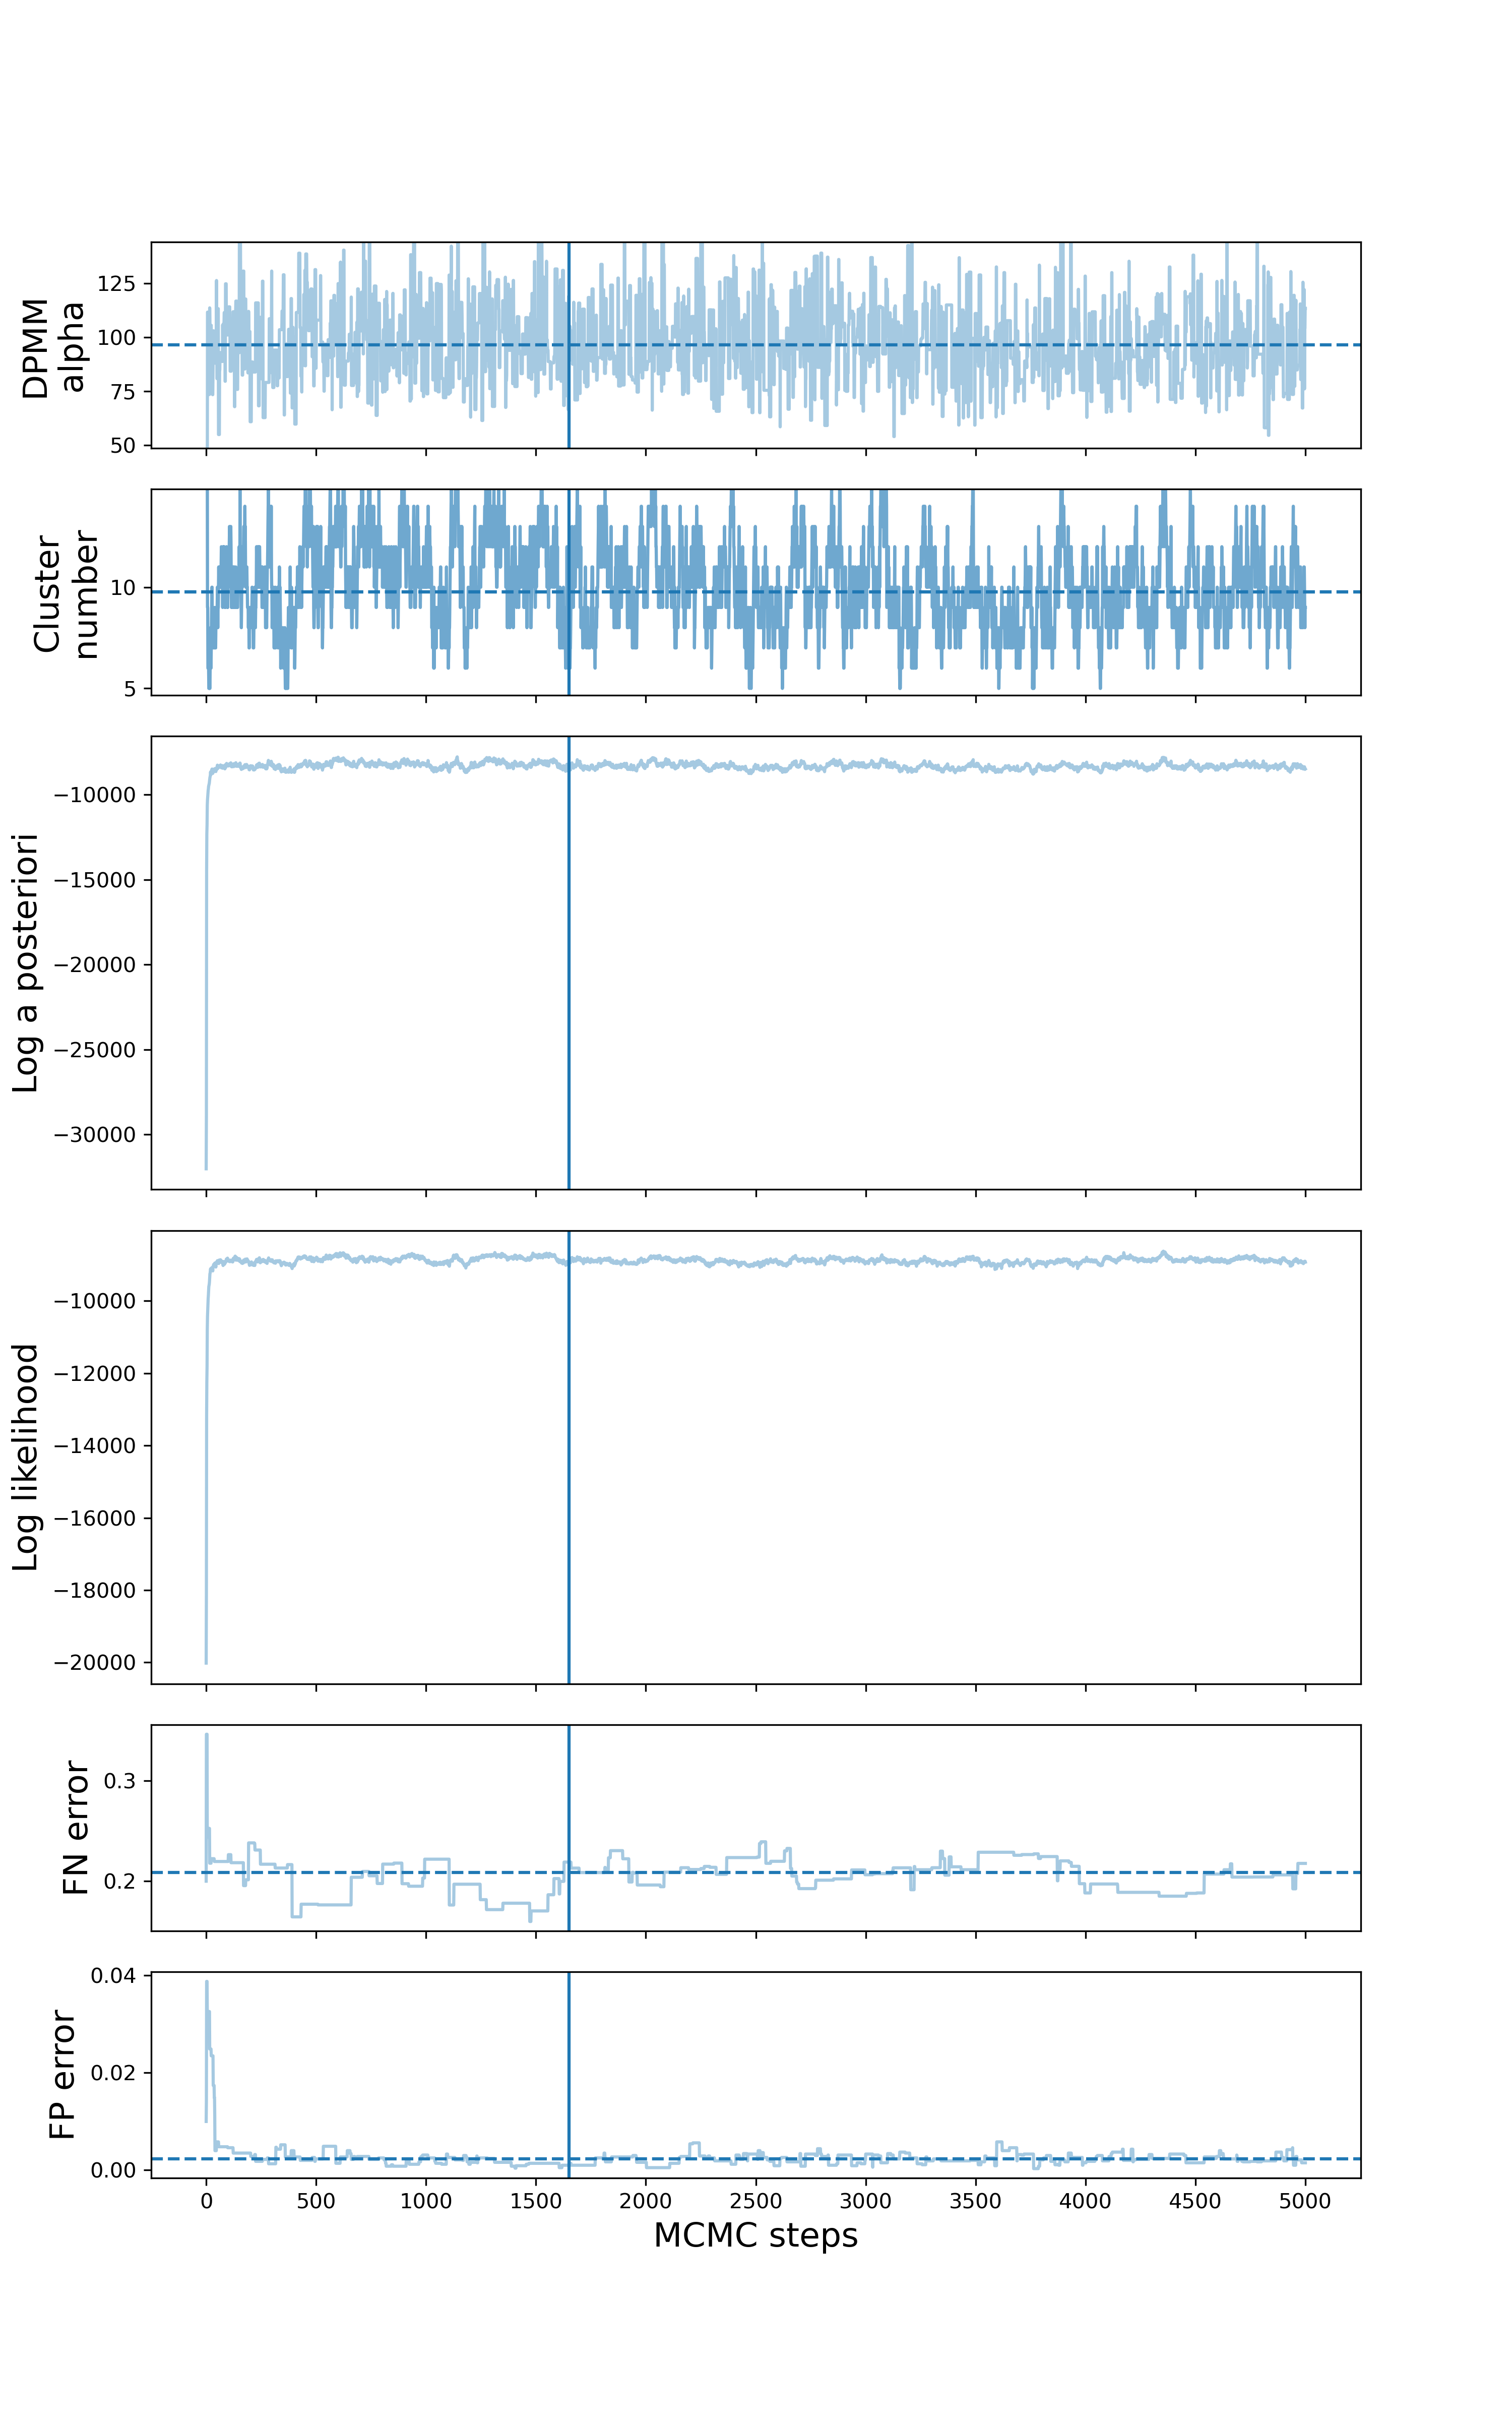 DPMM
alpha
125
100
75
50
Cluster
number
10
5
Log a posteriori
−10000
−15000
−20000
−25000
−30000
Log likelihood
−10000
−12000
−14000
−16000
−18000
−20000
FN error
0.3
0.2
FP error
0.04
0.02
0.00
0 500 1000 1500 2000 2500 3000 3500 4000 4500 5000
MCMC steps